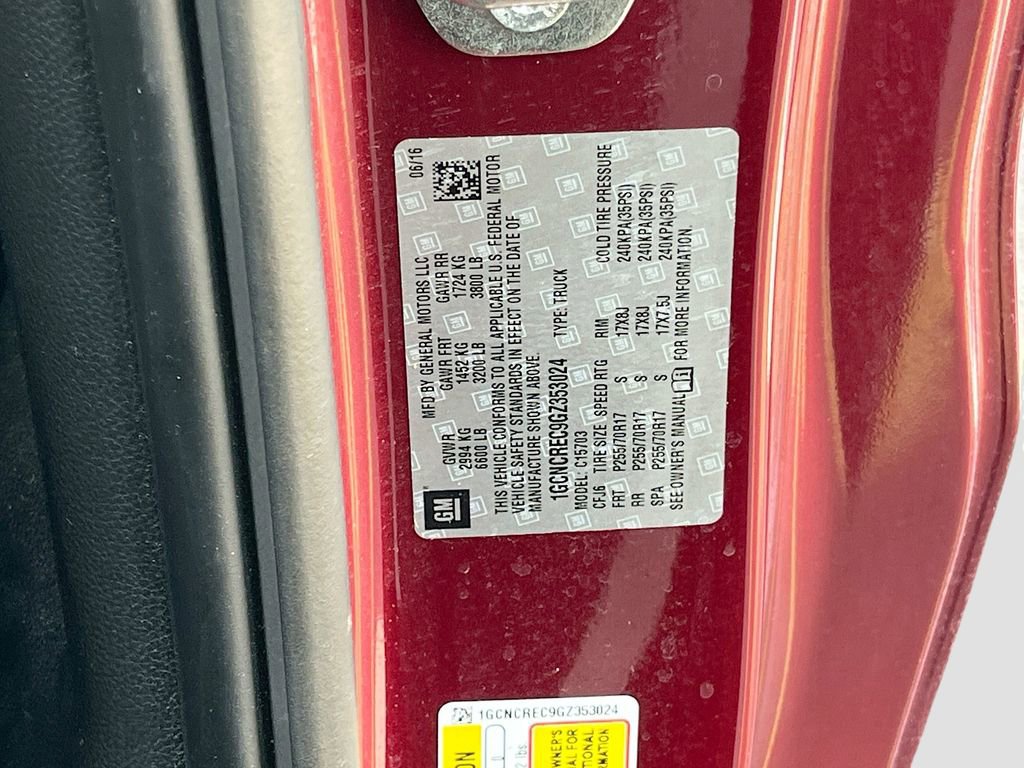 06/16
MFD BY GENERAL MOTORS LLC
GVWR GAWR FRT GAWR RR
2994 KG 1452 KG 1724 KG
6600 LB 3200 LB 3800 LB
GM
THIS VEHICLE CONFORMS TO ALL APPLICABLE U.S. FEDERAL MOTOR
VEHICLE SAFETY STANDARDS IN EFFECT ON THE DATE OF
MANUFACTURE SHOWN ABOVE.
1GCNCREC9GZ353024 TYPE: TRUCK
MODEL: C15703
CFJ6 TIRE SIZE SPEED RTG RIM COLD TIRE PRESSURE
FRT P255/70R17 S 17X8J 240KPA(35PSI)
RR P255/70R17 S 17X8J 240KPA(35PSI)
SPA P255/70R17 S 17X7.5J 240KPA(35PSI)
SEE OWNER'S MANUAL FOR MORE INFORMATION.
1GCNCREC9GZ353024